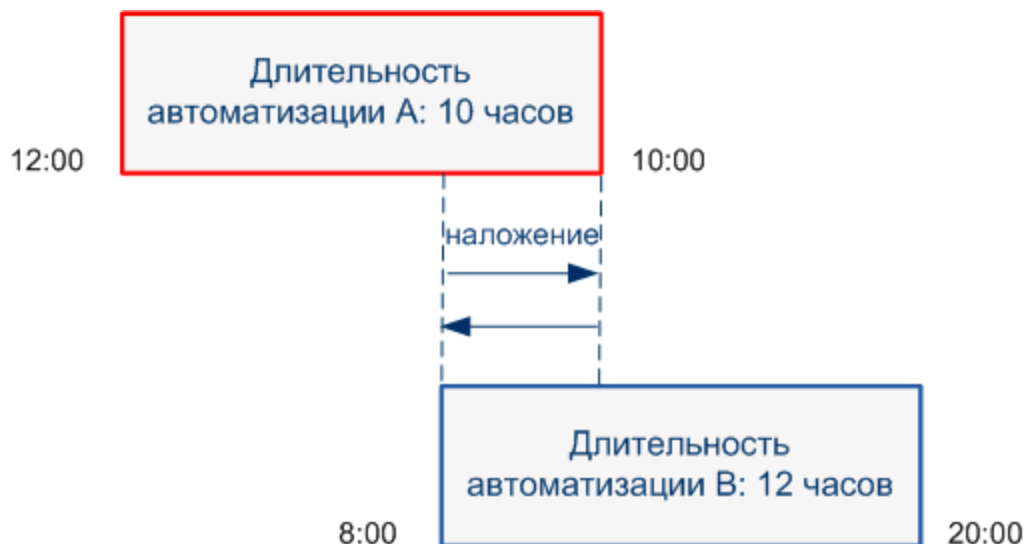 Длительность
автоматизации A: 10 часов
12:00
10:00
наложение
Длительность
автоматизации B: 12 часов
8:00
20:00